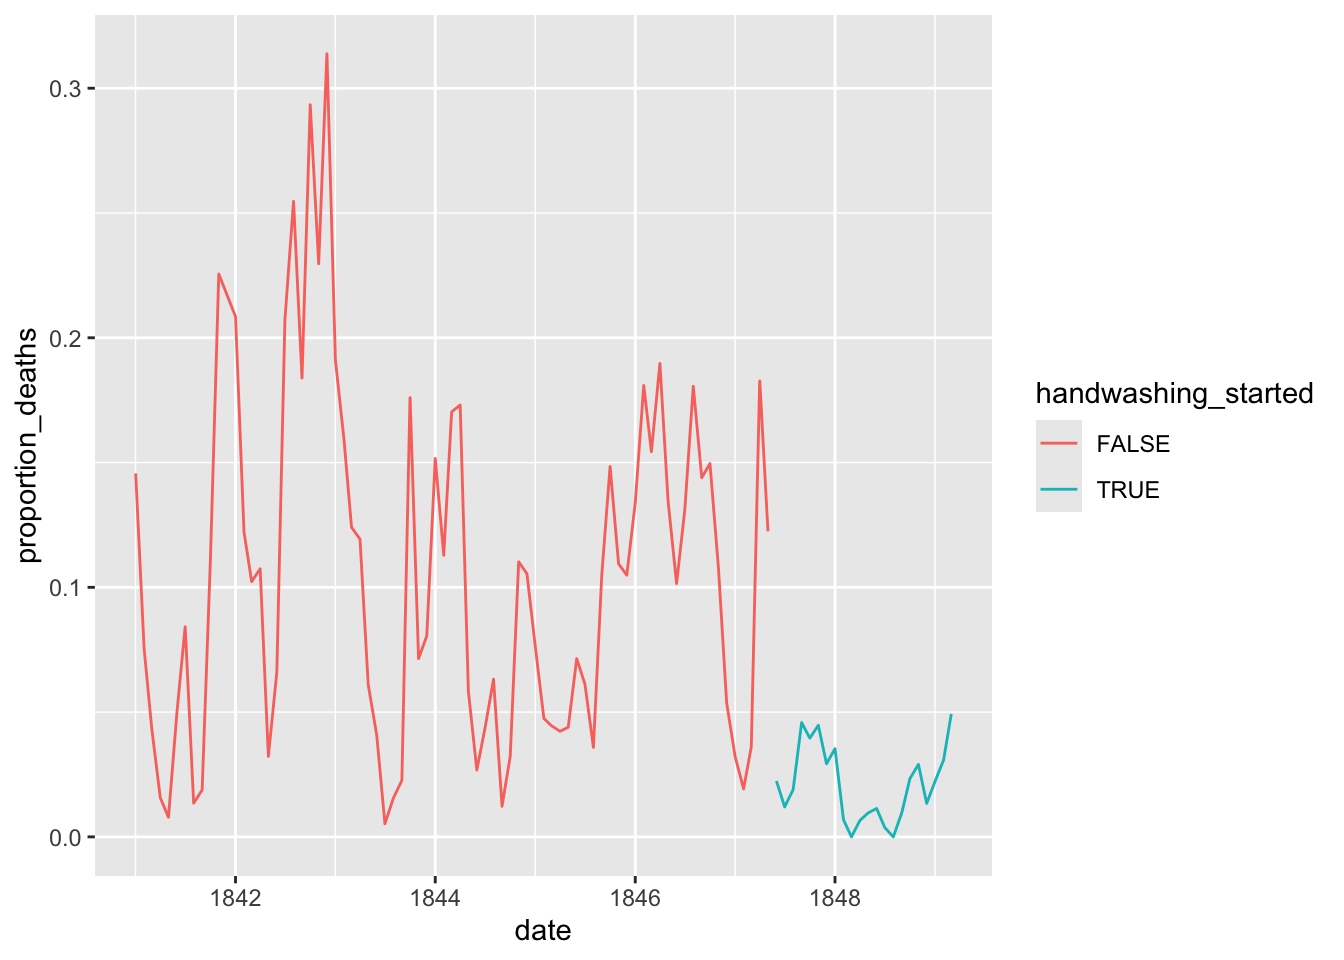 0.3
0.2
0.1
0.0
proportion_deaths
1842 1844 1846 1848
date
handwashing_started
FALSE
TRUE